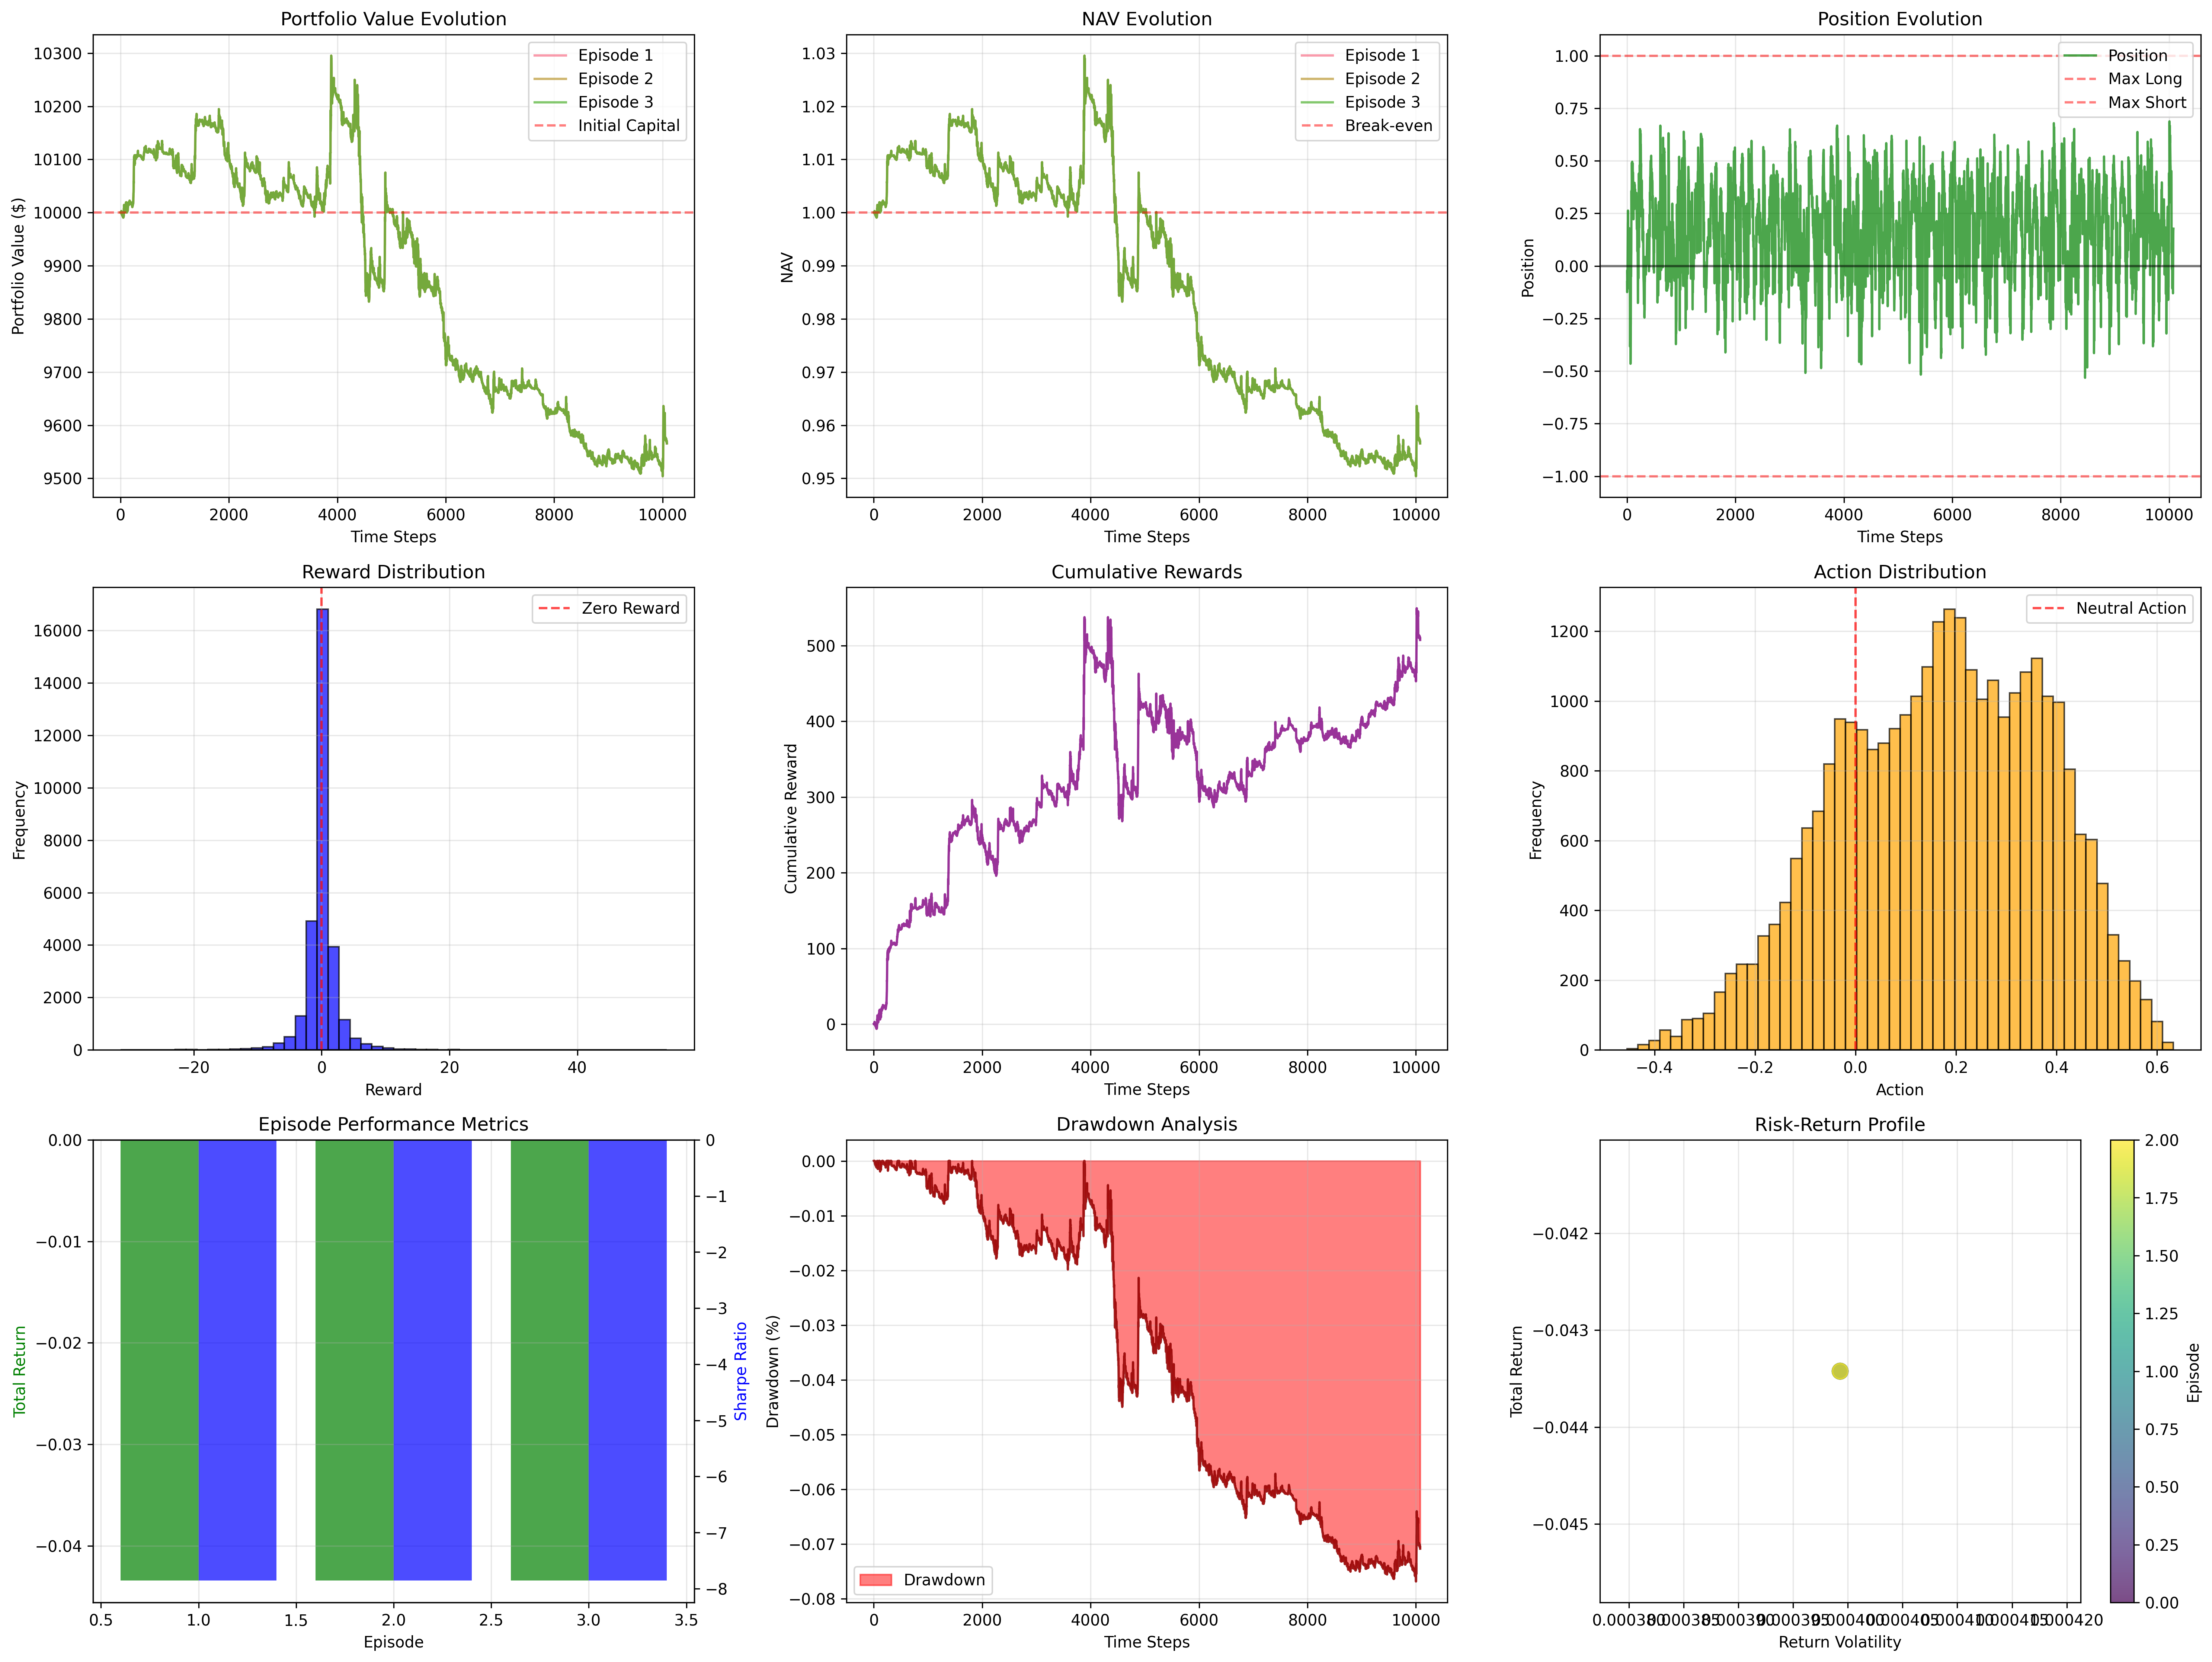 Portfolio Value Evolution
Portfolio Value ($)
10300
10200
10100
10000
9900
9800
9700
9600
9500
Episode 1
Episode 2
Episode 3
Initial Capital
0 2000 4000 6000 8000 10000
Time Steps
NAV Evolution
NAV
1.03
1.02
1.01
1.00
0.99
0.98
0.97
0.96
0.95
Episode 1
Episode 2
Episode 3
Break-even
0 2000 4000 6000 8000 10000
Time Steps
Position Evolution
Position
1.00
0.75
0.50
0.25
0.00
−0.25
−0.50
−0.75
−1.00
Position
Max Long
Max Short
0 2000 4000 6000 8000 10000
Time Steps
Reward Distribution
Frequency
16000
14000
12000
10000
8000
6000
4000
2000
0
Zero Reward
−20 0 20 40
Reward
Cumulative Rewards
Cumulative Reward
500
400
300
200
100
0
0 2000 4000 6000 8000 10000
Time Steps
Action Distribution
Frequency
1200
1000
800
600
400
200
0
Neutral Action
−0.4 −0.2 0.0 0.2 0.4 0.6
Action
Episode Performance Metrics
Total Return
0.00
−0.01
−0.02
−0.03
−0.04
0
−1
−2
−3
−4
−5
−6
−7
−8
Sharpe Ratio
0.5 1.0 1.5 2.0 2.5 3.0 3.5
Episode
Drawdown Analysis
Drawdown (%)
0.00
−0.01
−0.02
−0.03
−0.04
−0.05
−0.06
−0.07
−0.08
Drawdown
0 2000 4000 6000 8000 10000
Time Steps
Risk-Return Profile
Total Return
−0.042
−0.043
−0.044
−0.045
Return Volatility
2.00
1.75
1.50
1.25
1.00
0.75
0.50
0.25
0.00
Episode